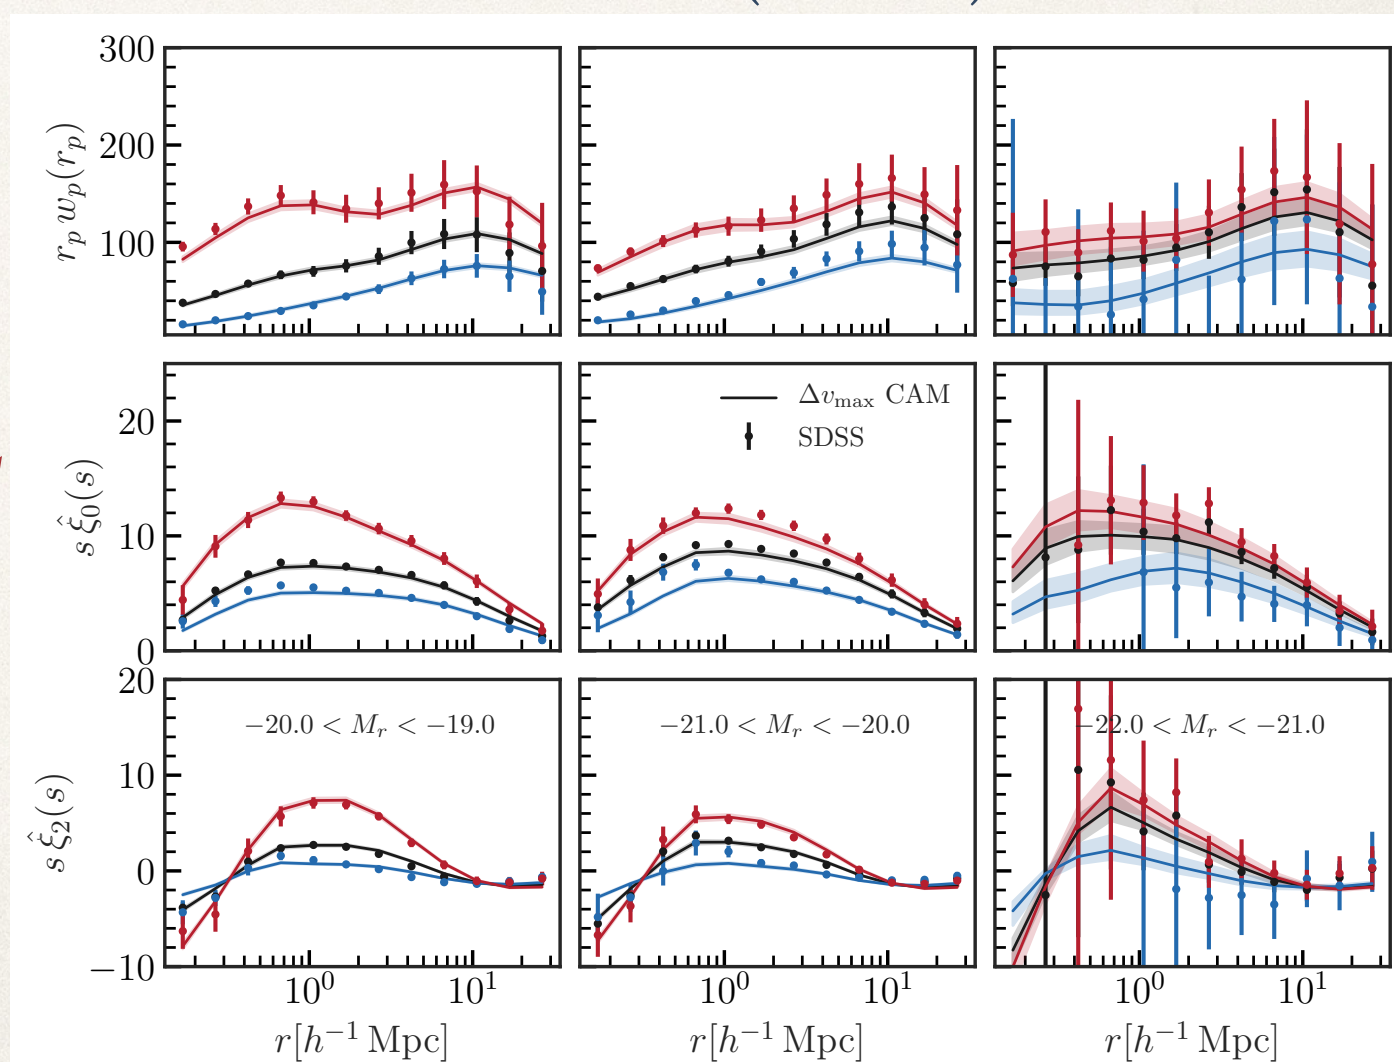 300
200
100
r_p w_p(r_p)
20
10
0
s ξ̂_0(s)
Δv_max CAM
SDSS
20
10
0
−10
s ξ̂_2(s)
−20.0 < M_r < −19.0
−21.0 < M_r < −20.0
−22.0 < M_r < −21.0
10^0 10^1 10^0 10^1 10^0 10^1
r[h^−1 Mpc] r[h^−1 Mpc] r[h^−1 Mpc]